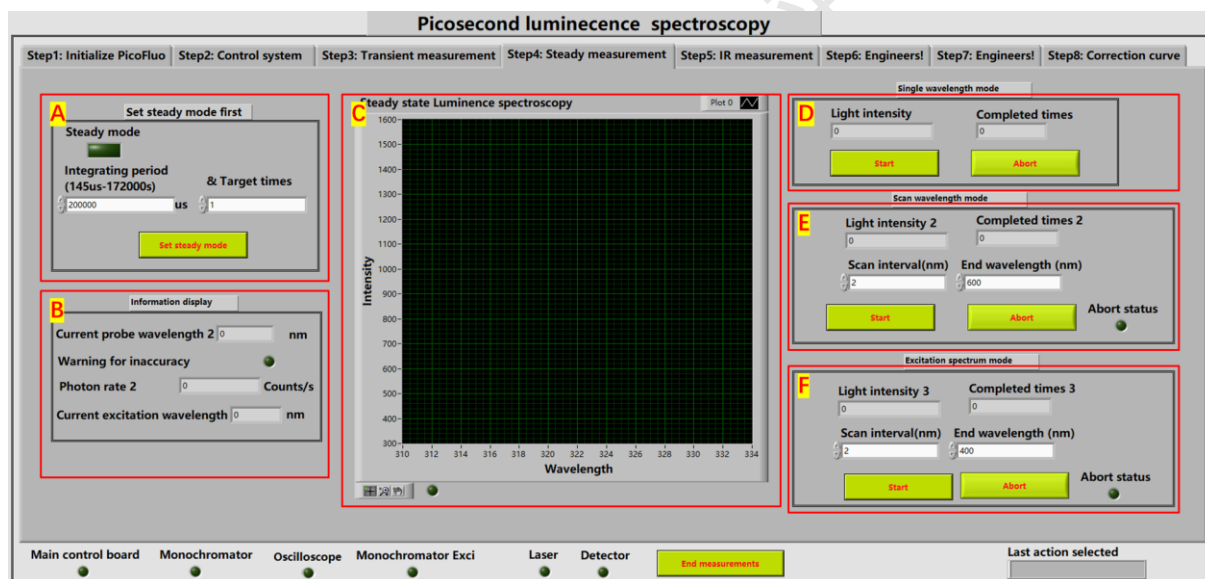 Picosecond luminecence spectroscopy
Step1: Initialize PicoFluo Step2: Control system Step3: Transient measurement Step4: Steady measurement Step5: IR measurement Step6: Engineers! Step7: Engineers! Step8: Correction curve
A
Set steady mode first
Steady mode
Integrating period
(145us-172000s)
& Target times
200000 us 1
Set steady mode
B
Information display
Current probe wavelength 2 0 nm
Warning for inaccuracy
Photon rate 2 0 Counts/s
Current excitation wavelength 0 nm
C
Steady state Luminence spectroscopy
Plot 0
1600
1500
1400
1300
1200
1100
1000
900
800
700
600
500
400
300
Intensity
310 312 314 316 318 320 322 324 326 328 330 332 334
Wavelength
Single wavelength mode
D
Light intensity Completed times
0 0
Start Abort
Scan wavelength mode
E
Light intensity 2 Completed times 2
0 0
Scan interval(nm) End wavelength (nm)
2 600
Start Abort Abort status
Excitation spectrum mode
F
Light intensity 3 Completed times 3
0 0
Scan interval(nm) End wavelength (nm)
2 400
Start Abort Abort status
Main control board Monochromator Oscilloscope Monochromator Exci Laser Detector
End measurements
Last action selected